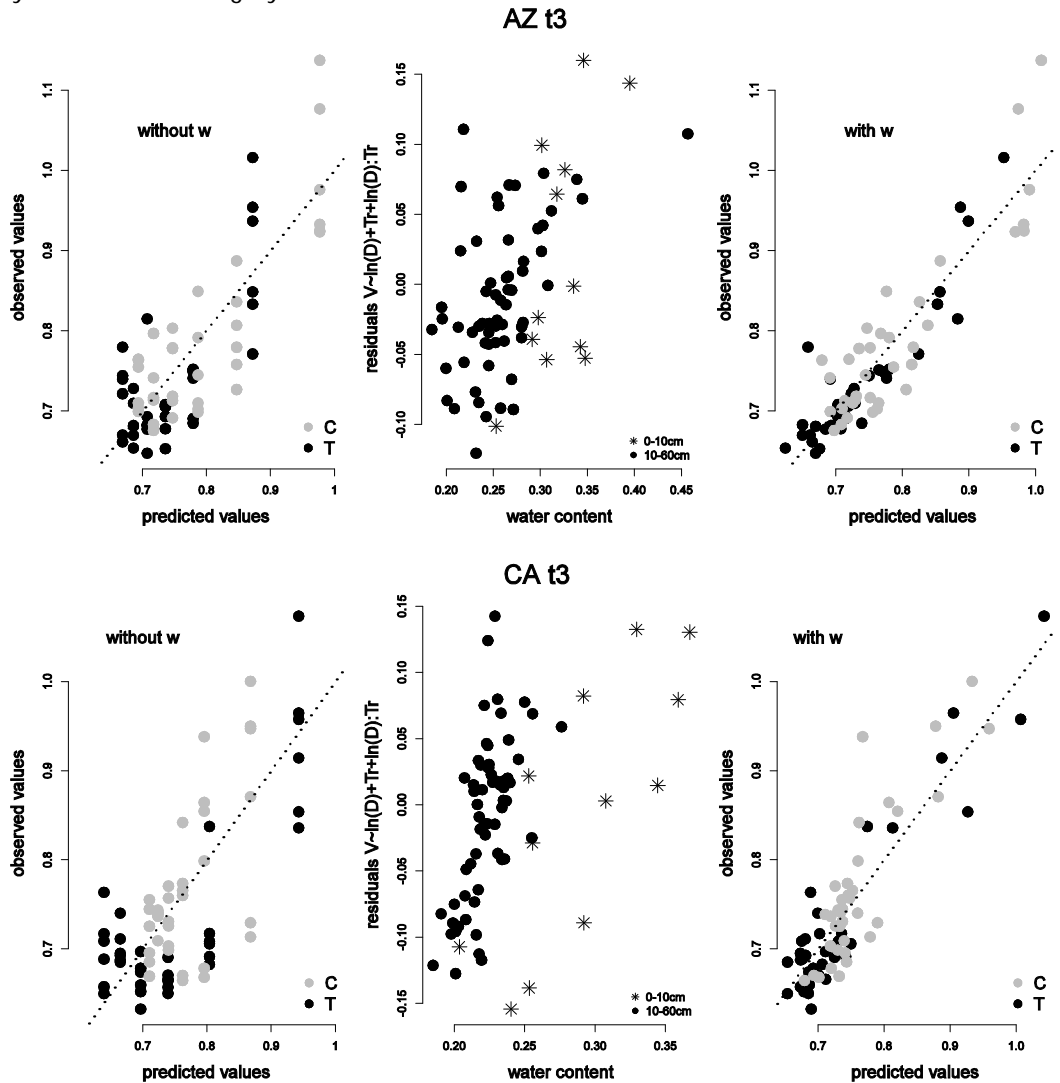 AZ t3
observed values
1.1
1.0
0.9
0.8
0.7
without w
C
T
0.7 0.8 0.9 1
predicted values
residuals V~ln(D)+Tr+ln(D):Tr
0.15
0.10
0.05
0.00
-0.05
-0.10
0-10cm
10-60cm
0.20 0.25 0.30 0.35 0.40 0.45
water content
observed values
1.1
1.0
0.9
0.8
0.7
with w
C
T
0.7 0.8 0.9 1.0
predicted values
CA t3
observed values
1.0
0.9
0.8
0.7
without w
C
T
0.7 0.8 0.9 1
predicted values
residuals V~ln(D)+Tr+ln(D):Tr
0.15
0.10
0.05
0.00
-0.05
-0.10
-0.15
0-10cm
10-60cm
0.20 0.25 0.30 0.35
water content
observed values
1.0
0.9
0.8
0.7
with w
C
T
0.7 0.8 0.9 1.0
predicted values